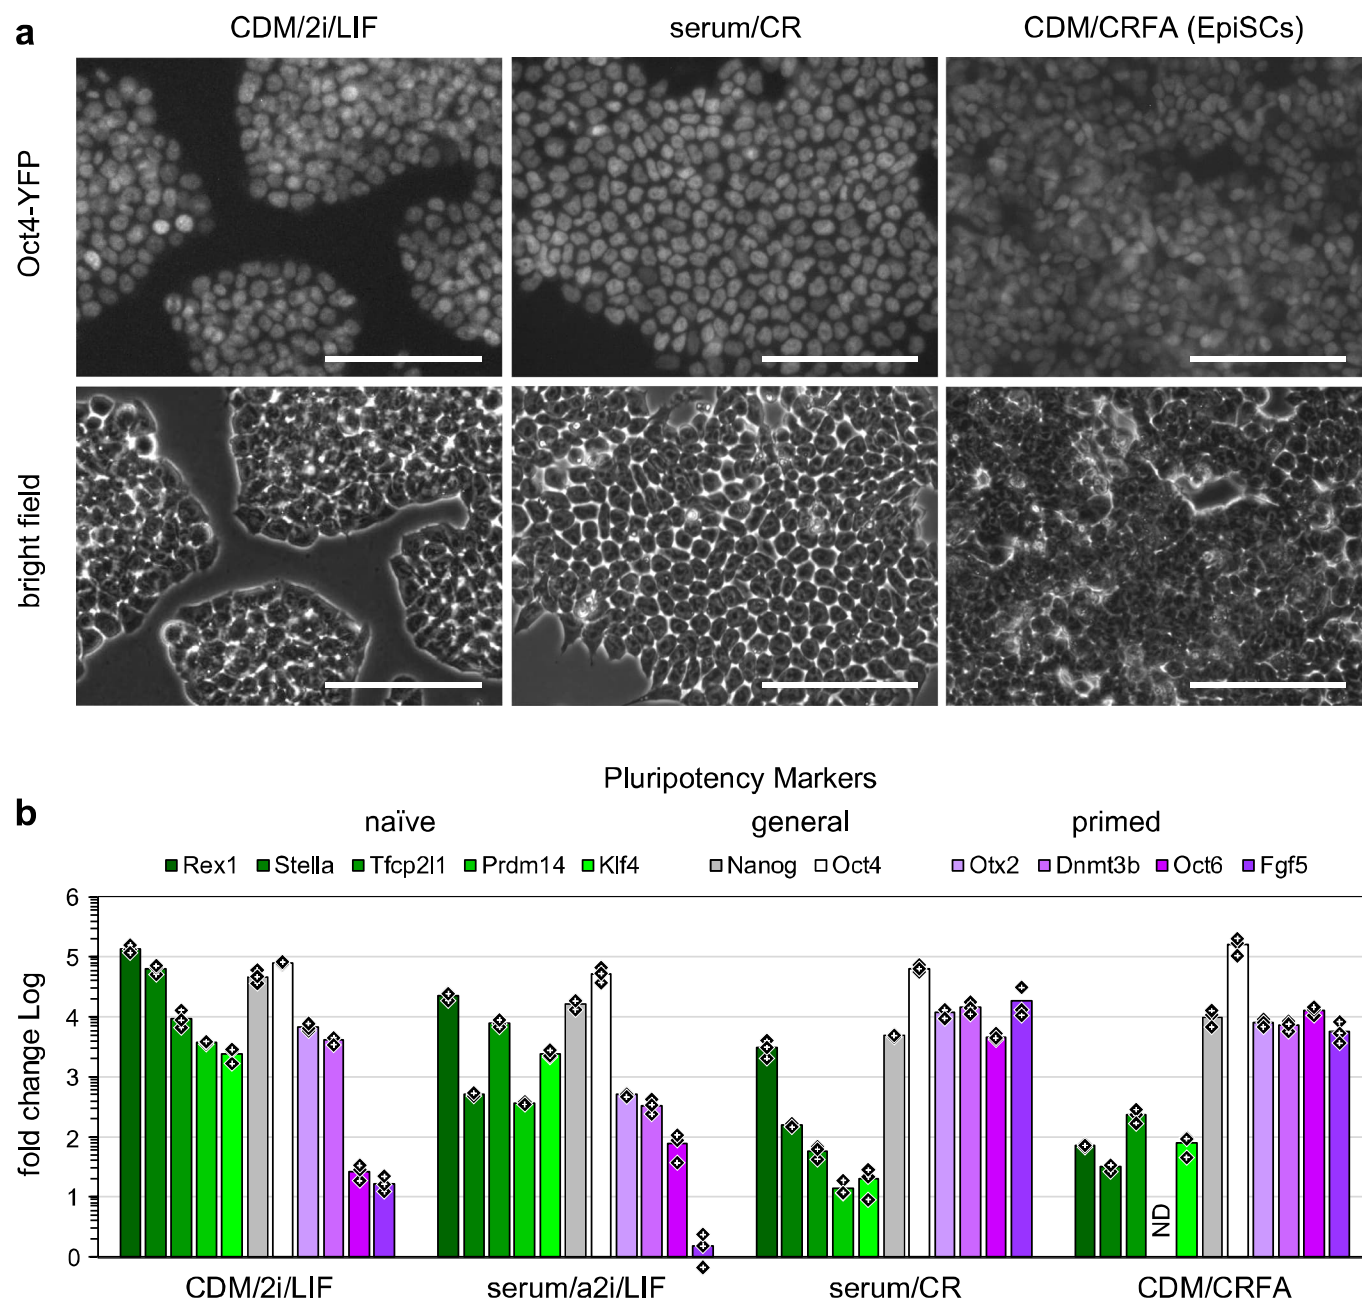 a
CDM/2i/LIF
serum/CR
CDM/CRFA (EpiSCs)
Oct4-YFP
bright field
Pluripotency Markers
b
naïve
general
primed
Rex1 Stella Tfcp2l1 Prdm14 Klf4 Nanog Oct4 Otx2 Dnmt3b Oct6 Fgf5
fold change Log
6
5
4
3
2
1
0
ND
CDM/2i/LIF
serum/a2i/LIF
serum/CR
CDM/CRFA